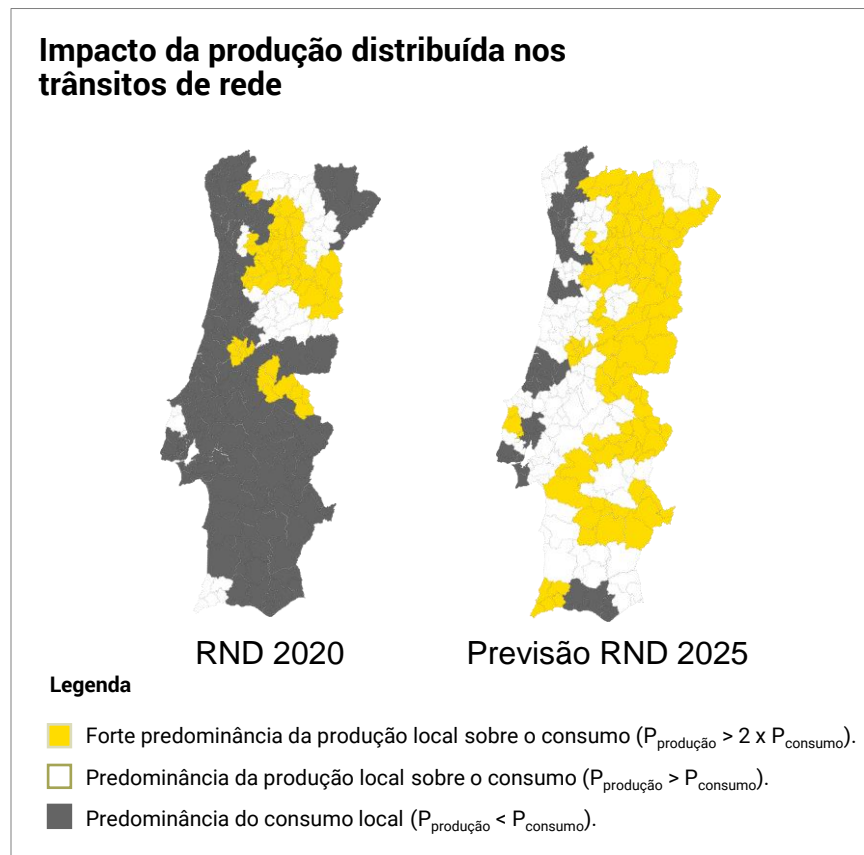 Impacto da produção distribuída nos
trânsitos de rede
RND 2020
Previsão RND 2025
Legenda
Forte predominância da produção local sobre o consumo (Pprodução > 2 x Pconsumo).
Predominância da produção local sobre o consumo (Pprodução > Pconsumo).
Predominância do consumo local (Pprodução < Pconsumo).